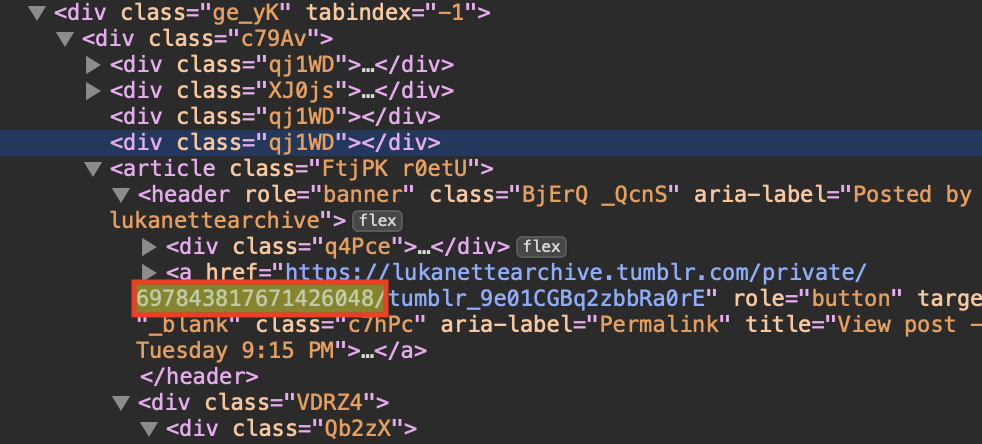 ▼ <div class="ge_yK" tabindex="-1">
▼ <div class="c79Av">
▶ <div class="qj1WD">…</div>
▶ <div class="XJ0js">…</div>
<div class="qj1WD"></div>
<div class="qj1WD"></div>
▼ <article class="FtjPK r0etU">
▼ <header role="banner" class="BjErQ _QcnS" aria-label="Posted by
lukanettearchive"> flex
▶ <div class="q4Pce">…</div> flex
▶ <a href="https://lukanettearchive.tumblr.com/private/
697843817671426048/tumblr_9e01CGBq2zbbRa0rE" role="button" targe
"_blank" class="c7hPc" aria-label="Permalink" title="View post –
Tuesday 9:15 PM">…</a>
</header>
▼ <div class="VDRZ4">
▼ <div class="Qb2zX">